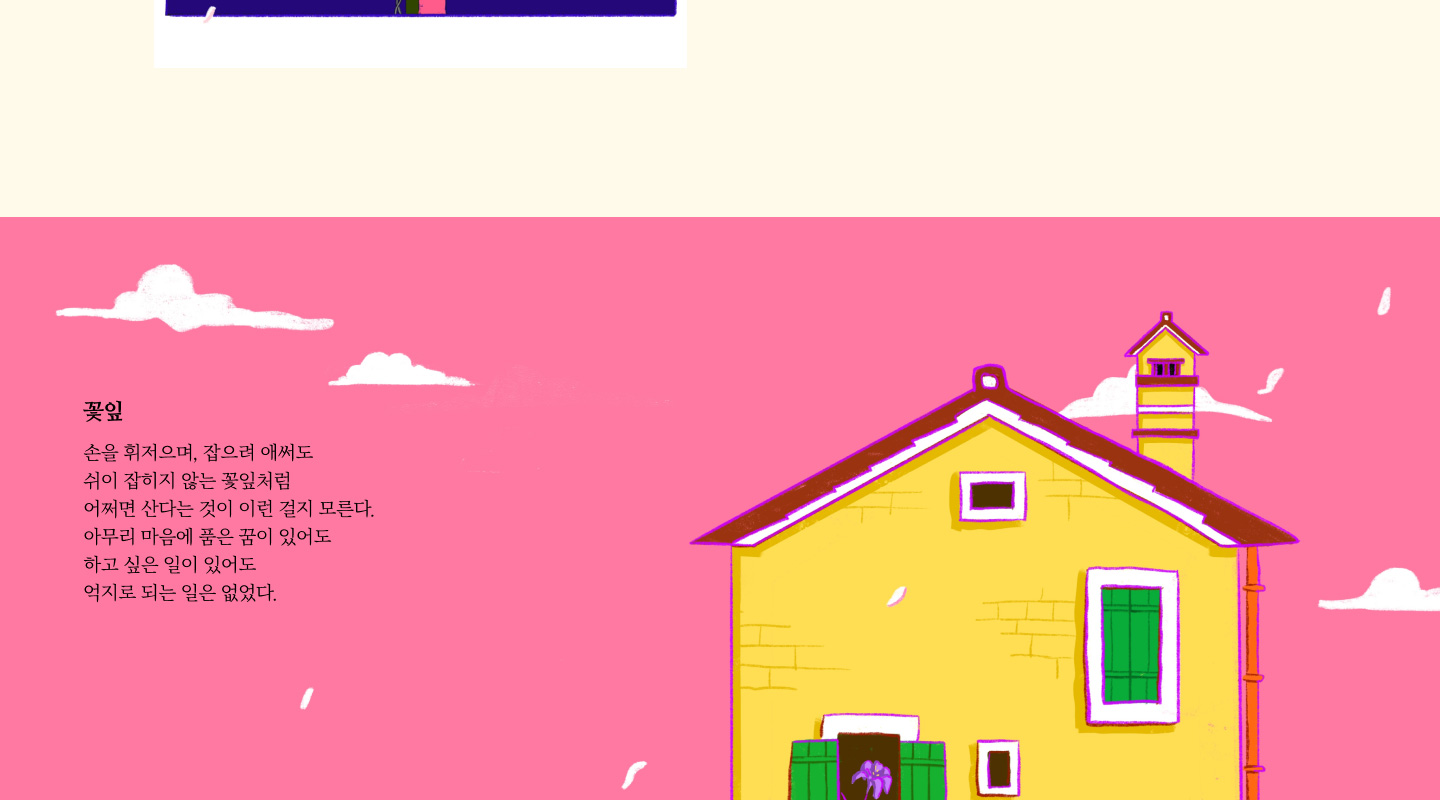 꽃잎
손을 휘저으며, 잡으려 애써도
쉬이 잡히지 않는 꽃잎처럼
어쩌면 산다는 것이 이런 걸지 모른다.
아무리 마음에 품은 꿈이 있어도
하고 싶은 일이 있어도
억지로 되는 일은 없었다.